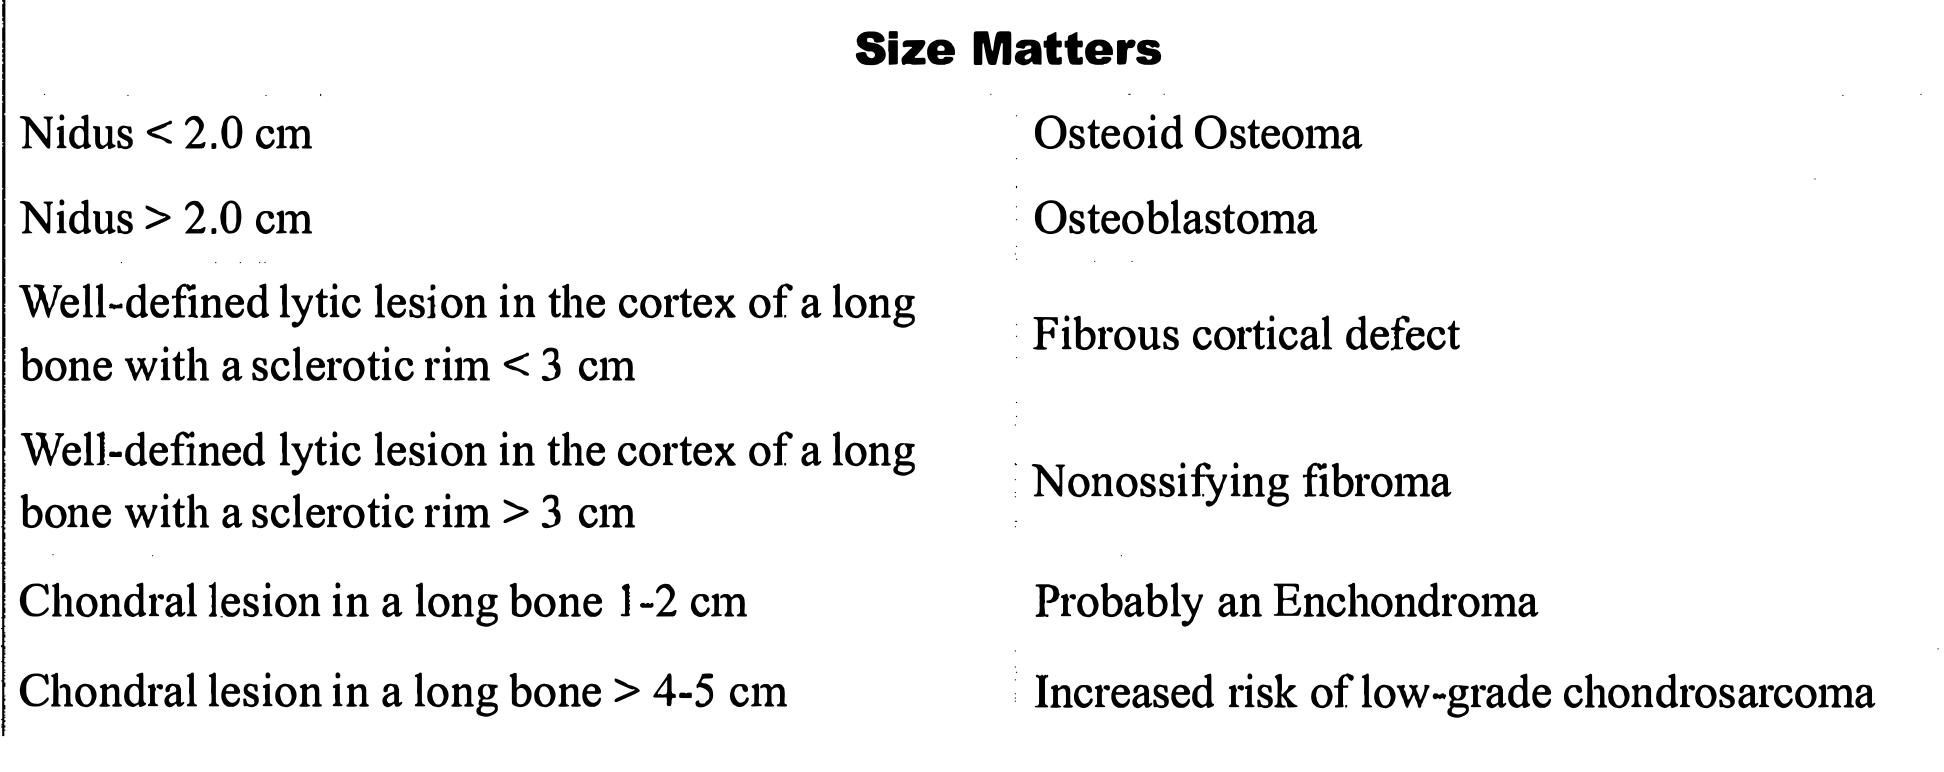 Size Matters
Nidus < 2.0 cm
Osteoid Osteoma
Nidus > 2.0 cm
Osteoblastoma
Well-defined lytic lesion in the cortex of a long
bone with a sclerotic rim < 3 cm
Fibrous cortical defect
Well-defined lytic lesion in the cortex of a long
bone with a sclerotic rim > 3 cm
Nonossifying fibroma
Chondral lesion in a long bone 1-2 cm
Probably an Enchondroma
Chondral lesion in a long bone > 4-5 cm
Increased risk of low-grade chondrosarcoma